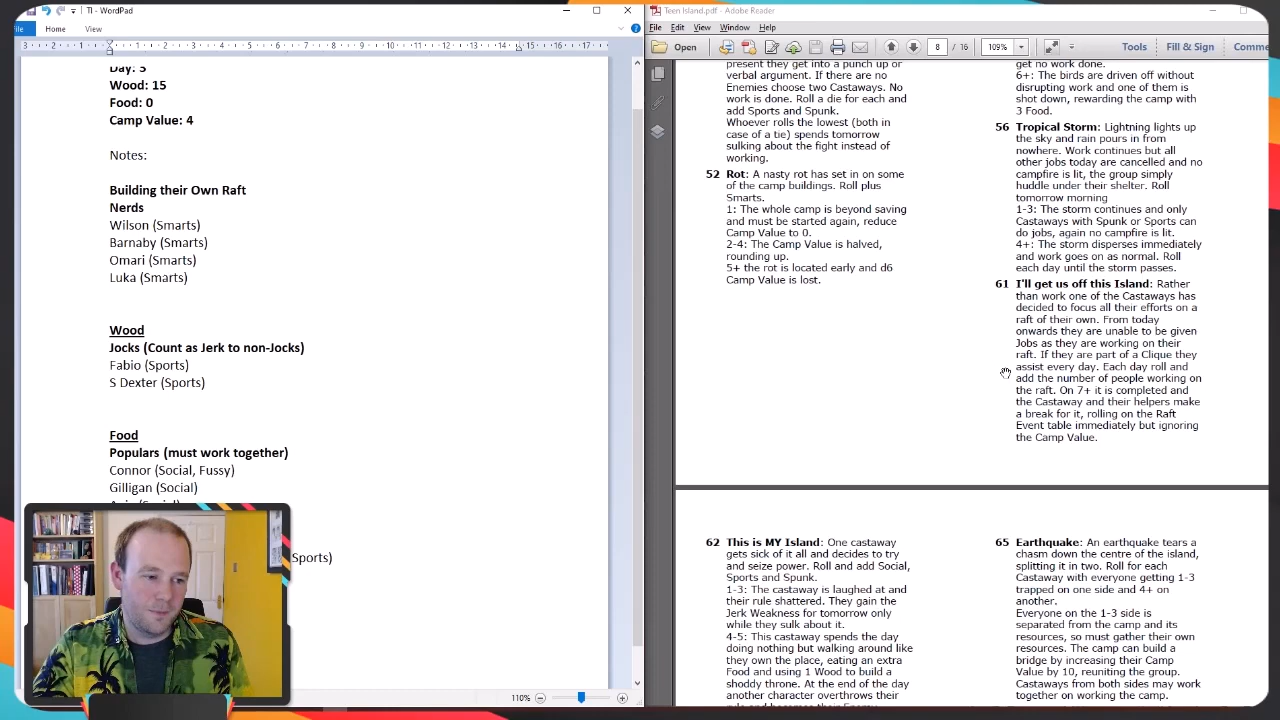 TI - WordPad
File
Home
View
3
2
1
1
2
3
4
5
6
7
8
9
10
11
12
13
14
15
16
17
Day: 5
Wood: 15
Food: 0
Camp Value: 4
Notes:
Building their Own Raft
Nerds
Wilson (Smarts)
Barnaby (Smarts)
Omari (Smarts)
Luka (Smarts)
Wood
Jocks (Count as Jerk to non-Jocks)
Fabio (Sports)
S Dexter (Sports)
Food
Populars (must work together)
Connor (Social, Fussy)
Gilligan (Social)
Sports)
110%
Teen Island.pdf - Adobe Reader
File
Edit
View
Window
Help
Open
8
/ 16
109%
Tools
Fill & Sign
Comme
present they get into a punch up or
verbal argument. If there are no
Enemies choose two Castaways. No
work is done. Roll a die for each and
add Sports and Spunk.
Whoever rolls the lowest (both in
case of a tie) spends tomorrow
sulking about the fight instead of
working.
52 Rot: A nasty rot has set in on some
of the camp buildings. Roll plus
Smarts.
1: The whole camp is beyond saving
and must be started again, reduce
Camp Value to 0.
2-4: The Camp Value is halved,
rounding up.
5+ the rot is located early and d6
Camp Value is lost.
get no work done.
6+: The birds are driven off without
disrupting work and one of them is
shot down, rewarding the camp with
3 Food.
56 Tropical Storm: Lightning lights up
the sky and rain pours in from
nowhere. Work continues but all
other jobs today are cancelled and no
campfire is lit, the group simply
huddle under their shelter. Roll
tomorrow morning
1-3: The storm continues and only
Castaways with Spunk or Sports can
do jobs, again no campfire is lit.
4+: The storm disperses immediately
and work goes on as normal. Roll
each day until the storm passes.
61 I'll get us off this Island: Rather
than work one of the Castaways has
decided to focus all their efforts on a
raft of their own. From today
onwards they are unable to be given
Jobs as they are working on their
raft. If they are part of a Clique they
assist every day. Each day roll and
add the number of people working on
the raft. On 7+ it is completed and
the Castaway and their helpers make
a break for it, rolling on the Raft
Event table immediately but ignoring
the Camp Value.
62 This is MY Island: One castaway
gets sick of it all and decides to try
and seize power. Roll and add Social,
Sports and Spunk.
1-3: The castaway is laughed at and
their rule shattered. They gain the
Jerk Weakness for tomorrow only
while they sulk about it.
4-5: This castaway spends the day
doing nothing but walking around like
they own the place, eating an extra
Food and using 1 Wood to build a
shoddy throne. At the end of the day
another character overthrows their
rule and becomes their Enemy.
65 Earthquake: An earthquake tears a
chasm down the centre of the island,
splitting it in two. Roll for each
Castaway with everyone getting 1-3
trapped on one side and 4+ on
another.
Everyone on the 1-3 side is
separated from the camp and its
resources, so must gather their own
resources. The camp can build a
bridge by increasing their Camp
Value by 10, reuniting the group.
Castaways from both sides may work
together on working the camp.